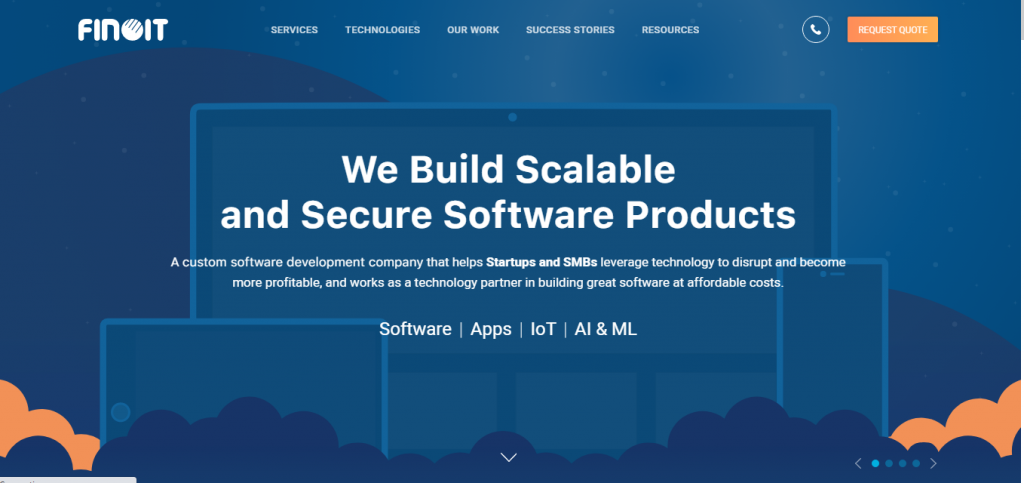 FINOIT
SERVICES
TECHNOLOGIES
OUR WORK
SUCCESS STORIES
RESOURCES
REQUEST QUOTE
We Build Scalable
and Secure Software Products
A custom software development company that helps Startups and SMBs leverage technology to disrupt and become
more profitable, and works as a technology partner in building great software at affordable costs.
Software | Apps | IoT | AI & ML